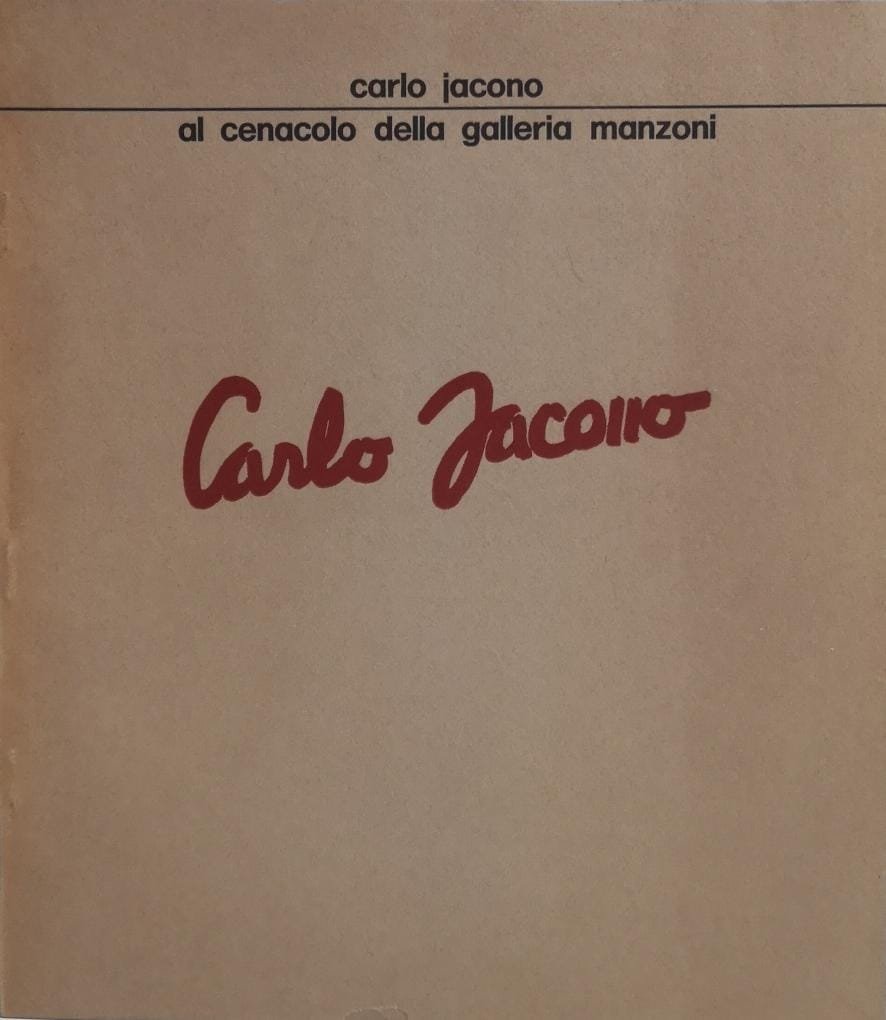 carlo jacono
al cenacolo della galleria manzoni
Carlo Jacono